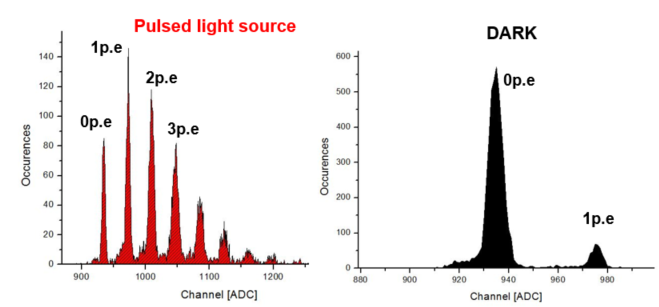 Pulsed light source
1p.e
2p.e
0p.e
3p.e
140
120
100
80
60
40
20
0
Occurences
900
1000
1100
1200
Channel [ADC]
DARK
0p.e
1p.e
600
500
400
300
200
100
0
Occurences
880
900
920
940
960
980
Channel [ADC]